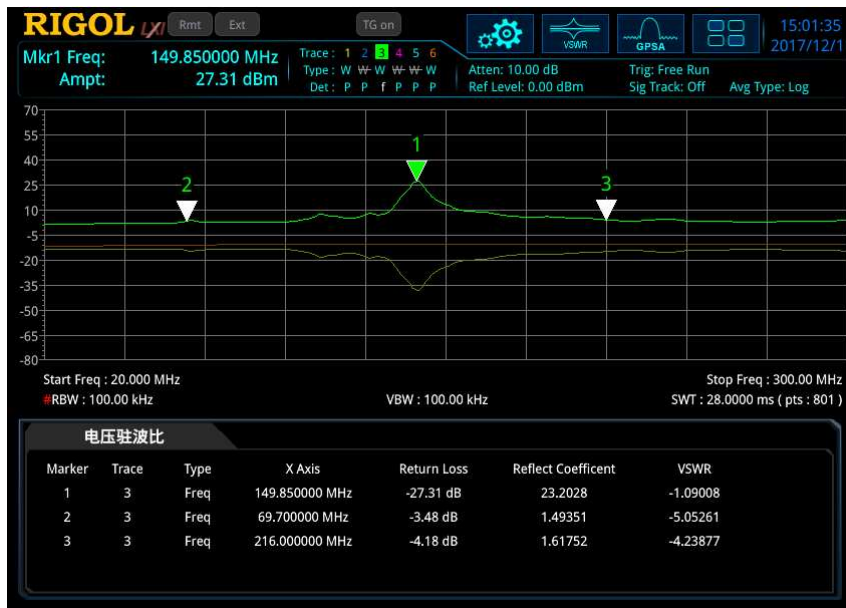 RIGOL LXI Rmt Ext TG on VSWR GPSA 15:01:35
2017/12/1
Mkr1 Freq: 149.850000 MHz
Ampt: 27.31 dBm
Trace: 1 2 3 4 5 6
Type: W W W W W W
Det: P P f P P P
Atten: 10.00 dB
Ref Level: 0.00 dBm
Trig: Free Run
Sig Track: Off
Avg Type: Log
70
55
40
25
10
-5
-20
-35
-50
-65
-80
1
2
3
Start Freq : 20.000 MHz Stop Freq : 300.00 MHz
#RBW : 100.00 kHz VBW : 100.00 kHz SWT : 28.0000 ms ( pts : 801 )
电压驻波比
Marker Trace Type X Axis Return Loss Reflect Coefficent VSWR
1 3 Freq 149.850000 MHz -27.31 dB 23.2028 -1.09008
2 3 Freq 69.700000 MHz -3.48 dB 1.49351 -5.05261
3 3 Freq 216.000000 MHz -4.18 dB 1.61752 -4.23877